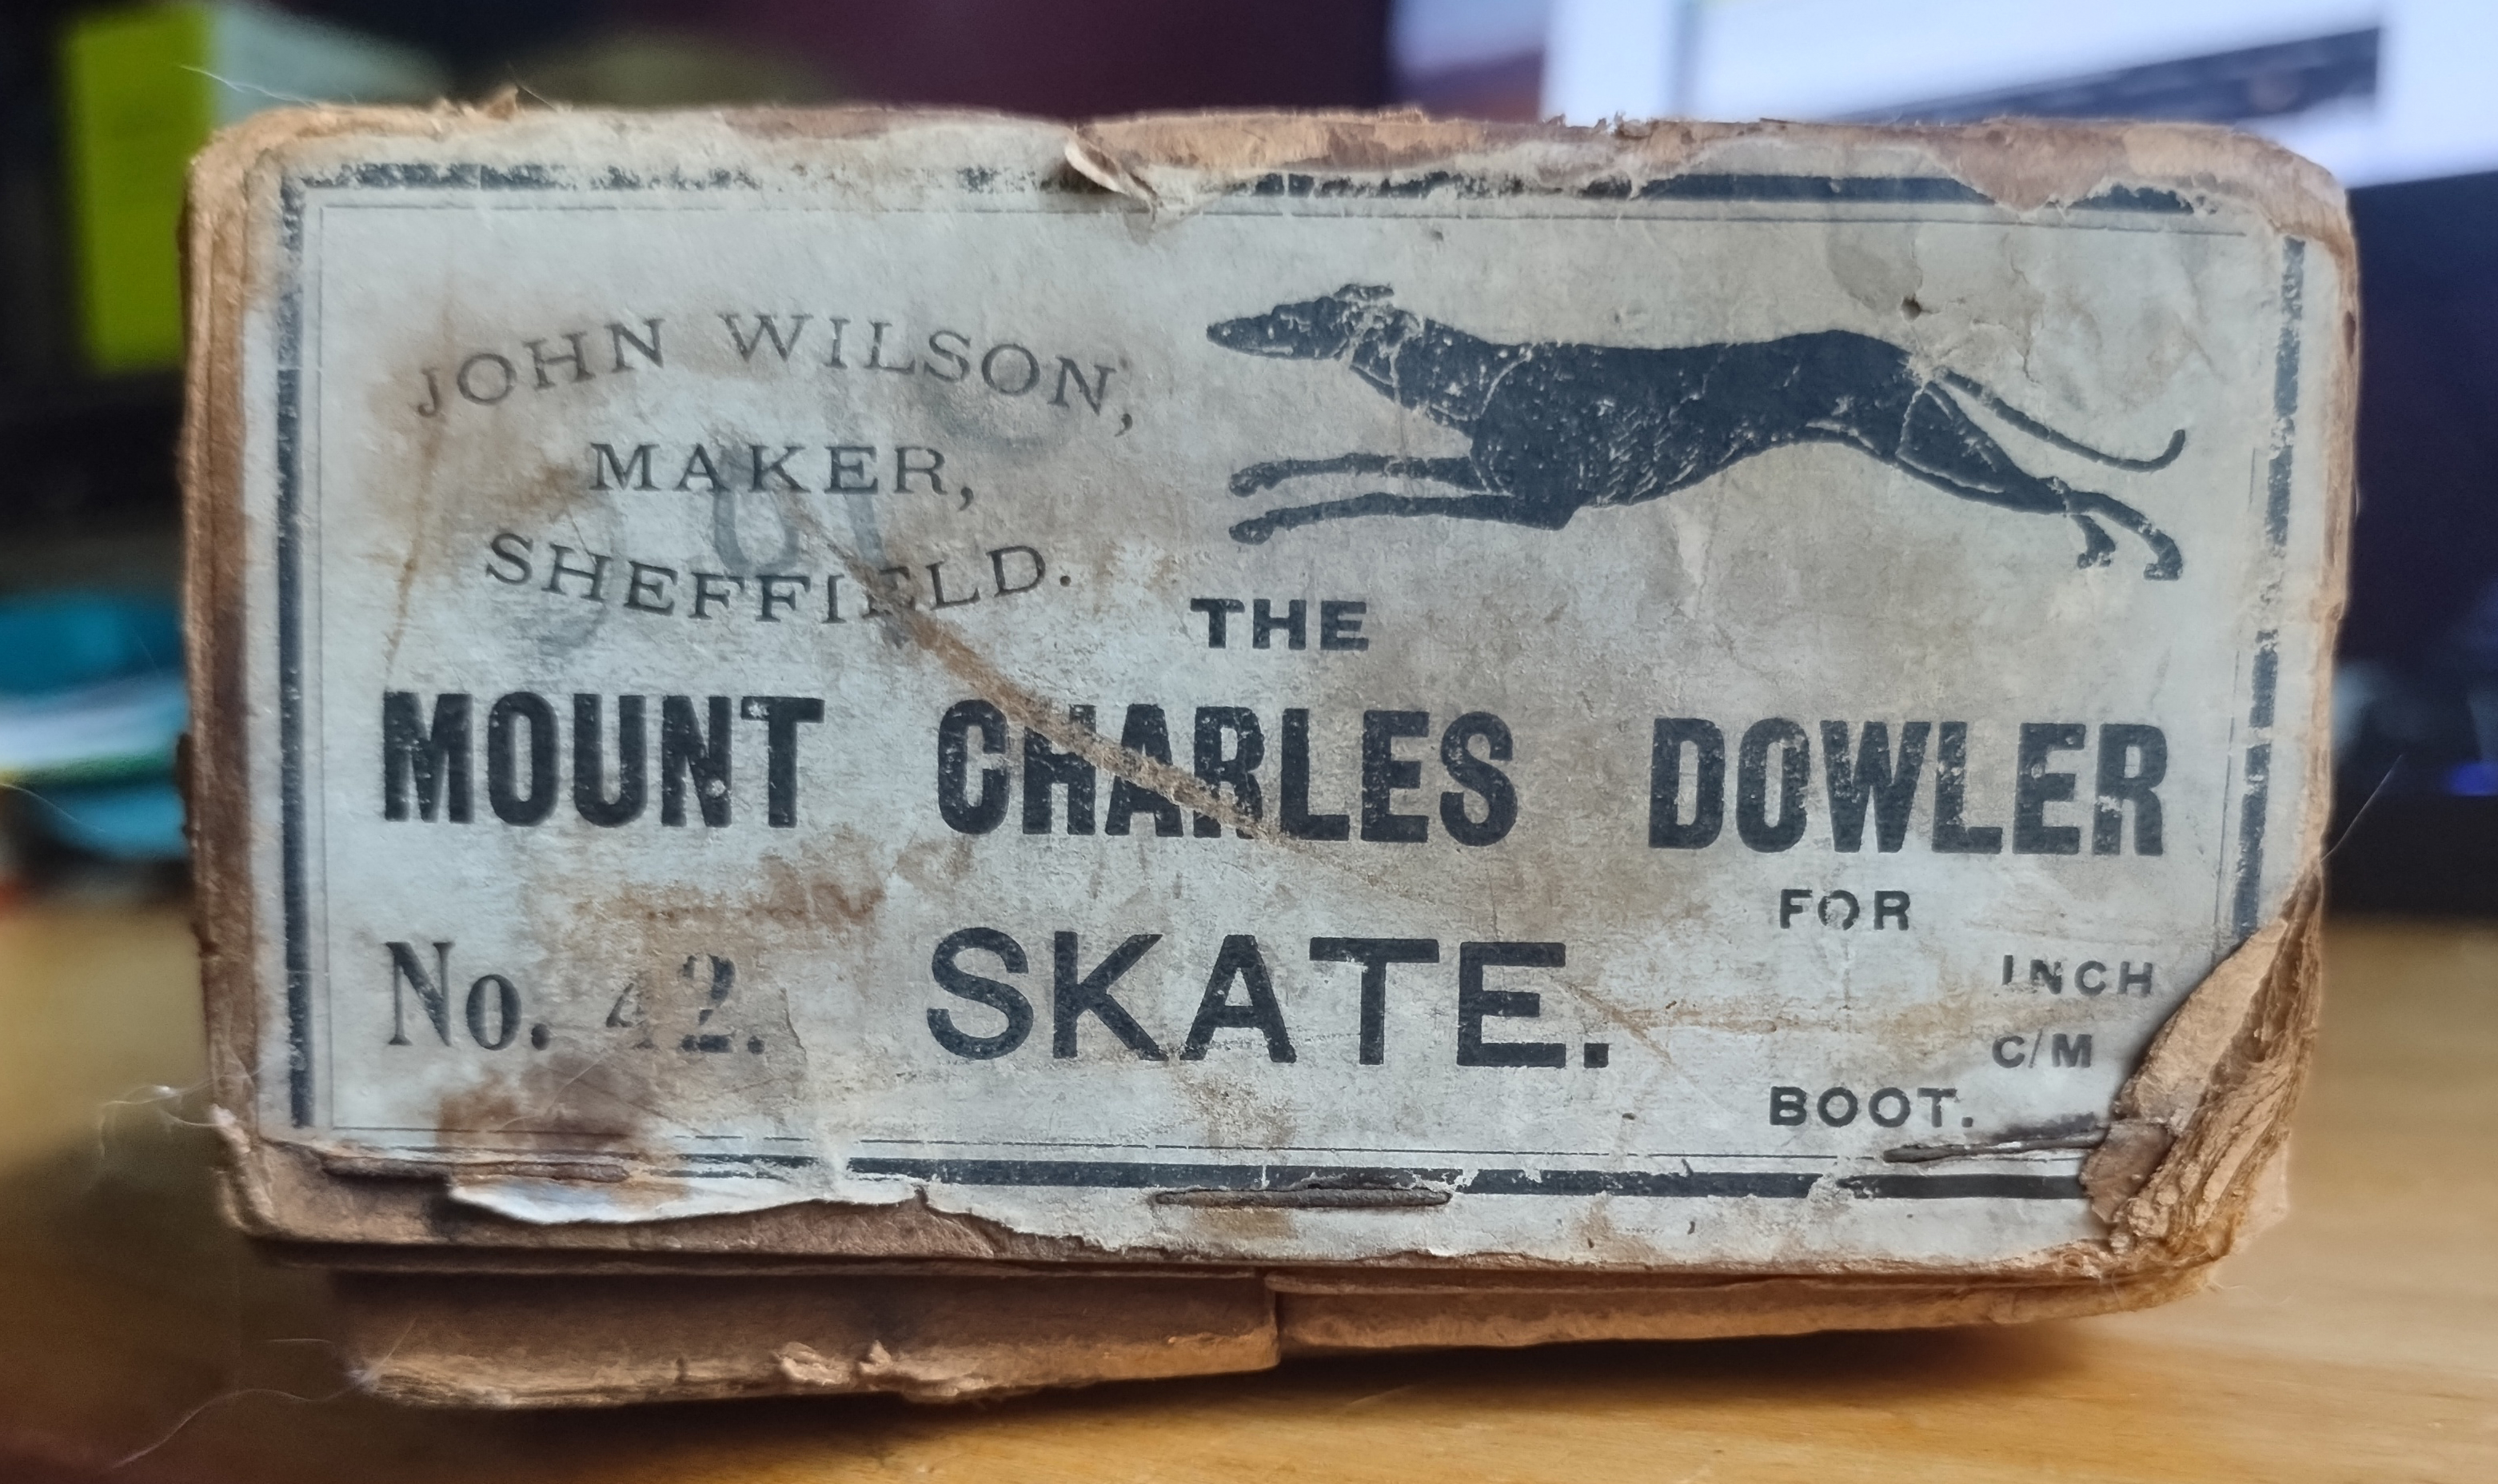 JOHN WILSON,
MAKER,
SHEFFIELD.
THE
MOUNT CHARLES DOWLER
No. 42. SKATE.
FOR
INCH
C/M
BOOT.